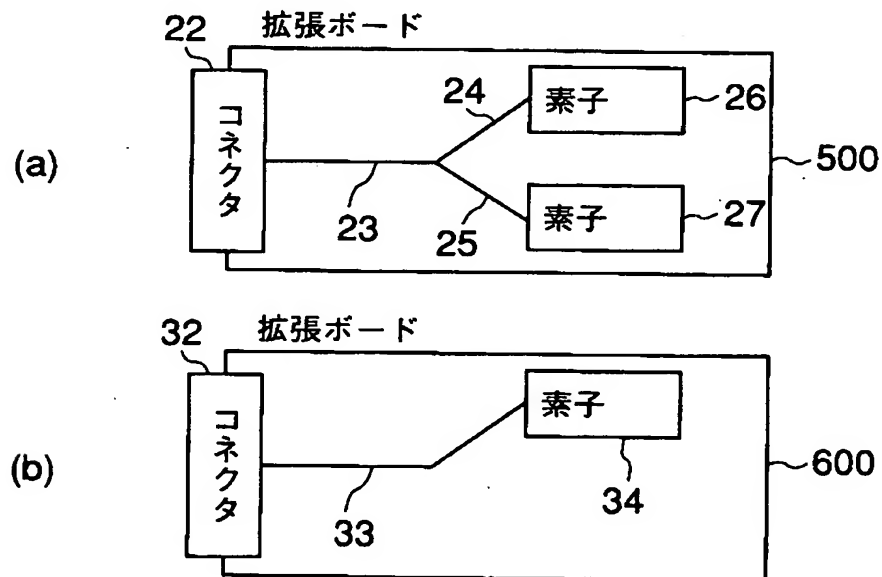 (a)
22
拡張ボード
コネクタ
23
24
25
素子
26
素子
27
500
(b)
32
拡張ボード
コネクタ
33
素子
34
600